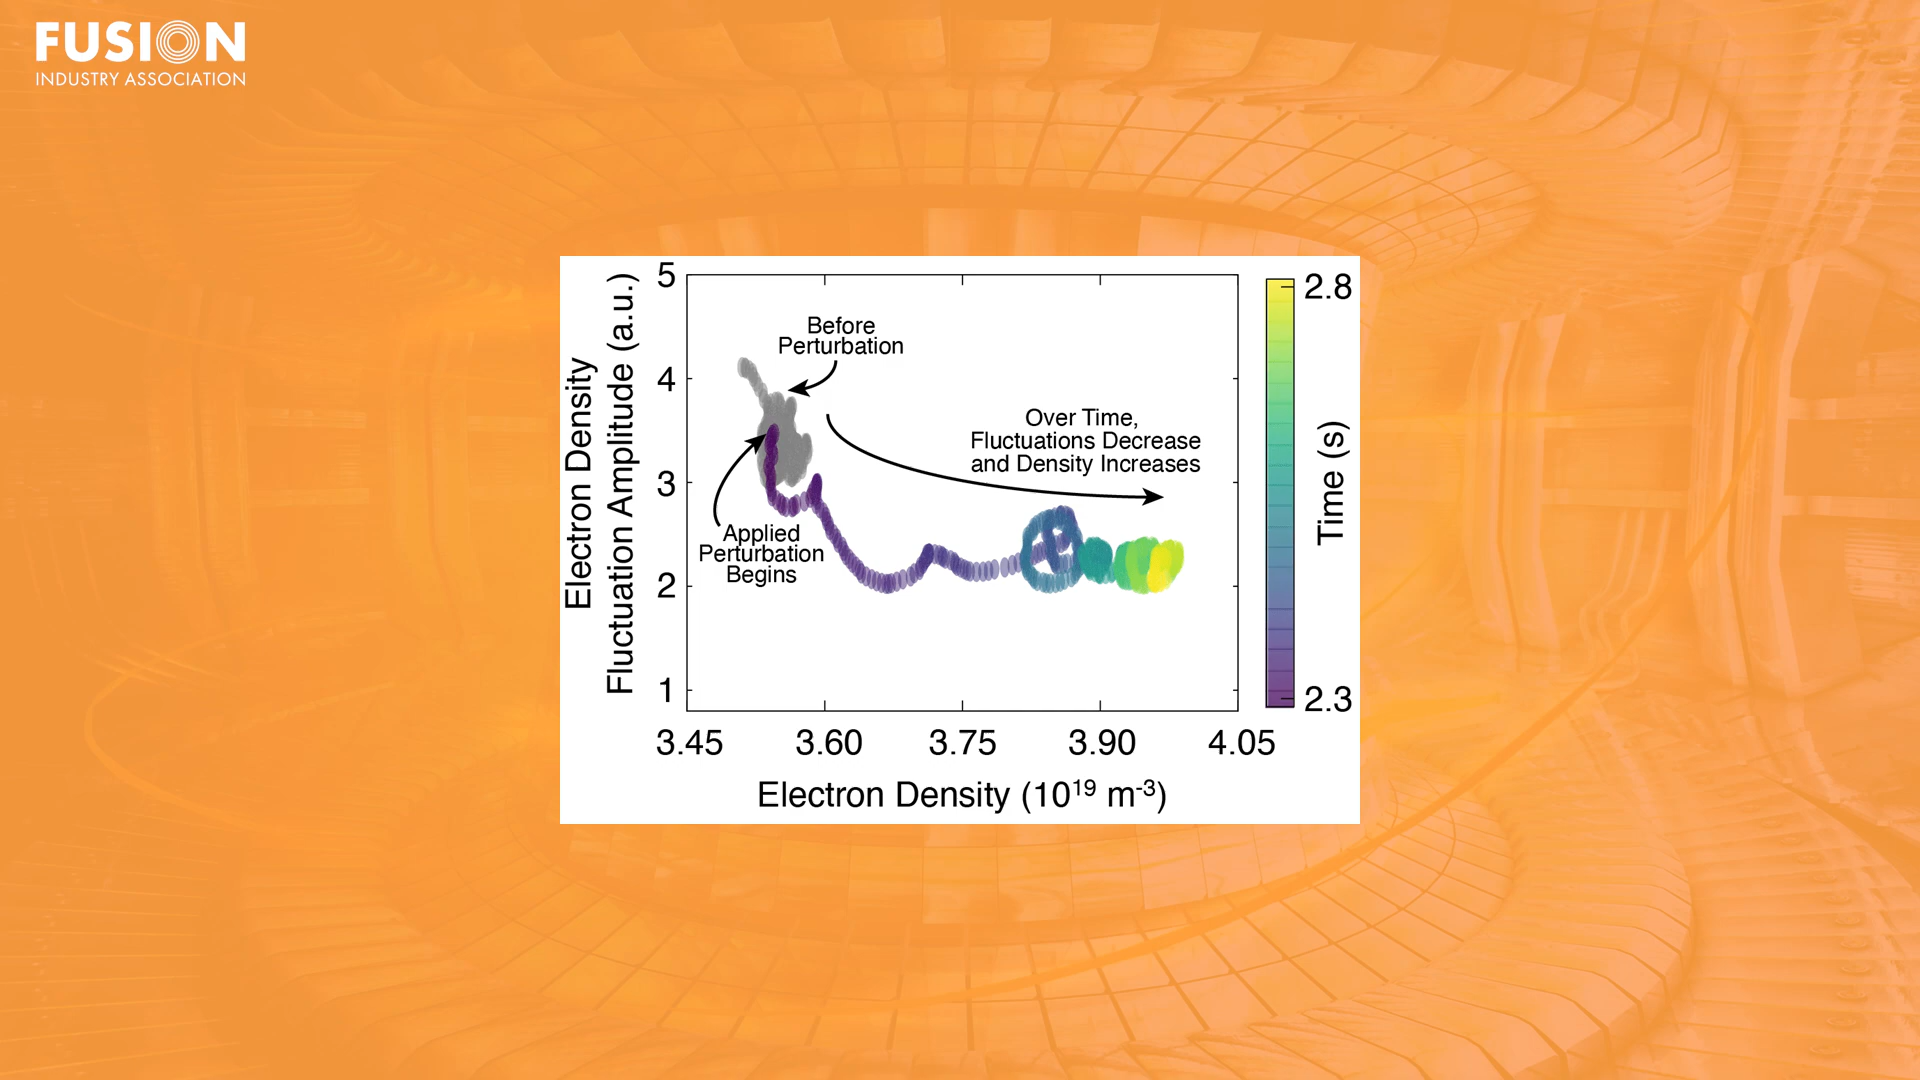 FUSION
INDUSTRY ASSOCIATION
5
4
3
2
1
Electron Density
Fluctuation Amplitude (a.u.)
Before
Perturbation
Over Time,
Fluctuations Decrease
and Density Increases
Applied
Perturbation
Begins
3.45 3.60 3.75 3.90 4.05
Electron Density (10¹⁹ m⁻³)
2.8
Time (s)
2.3